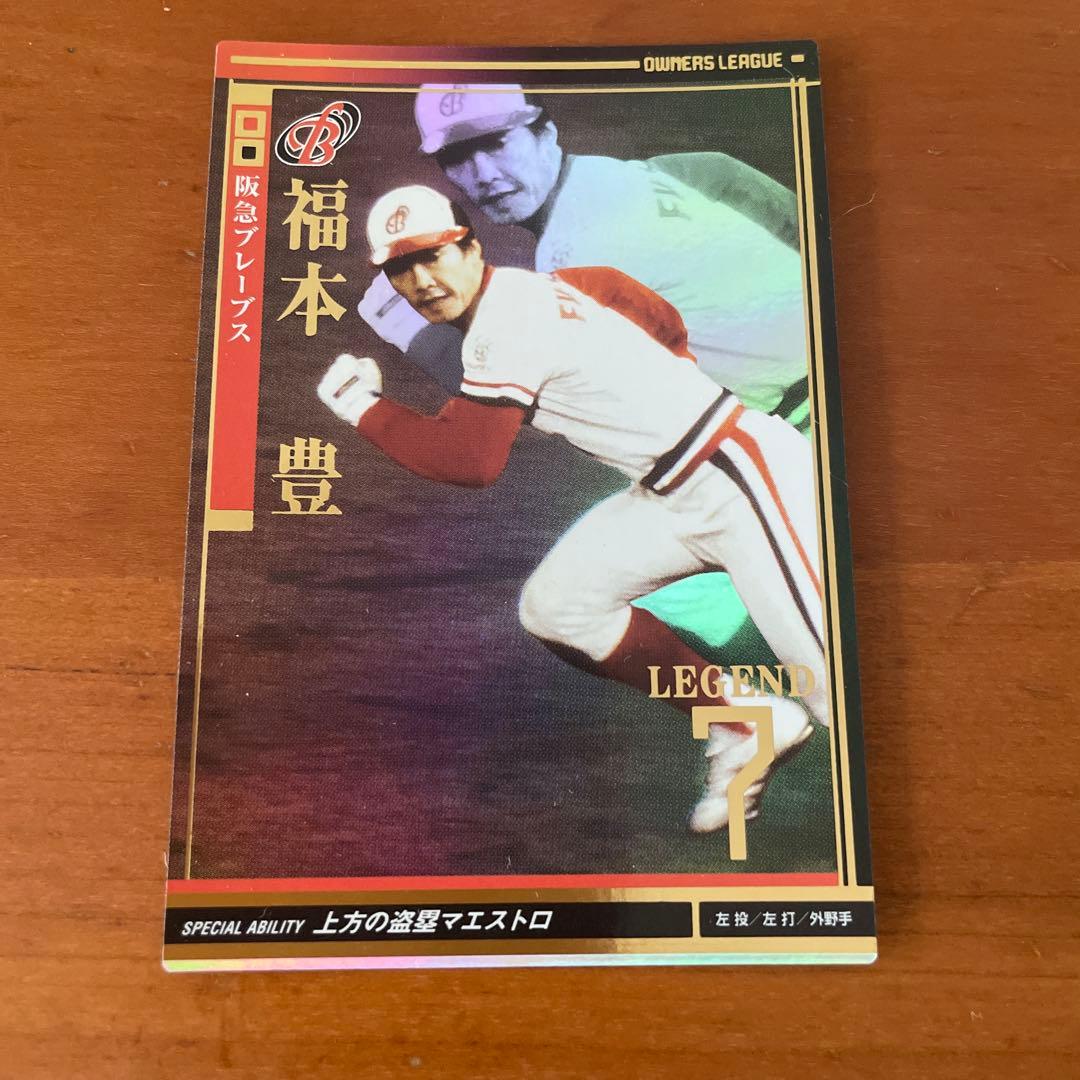 OWNERS LEAGUE
阪急ブレーブス
福本 豊
LEGEND
7
SPECIAL ABILITY 上方の盗塁マエストロ
左投/左打/外野手